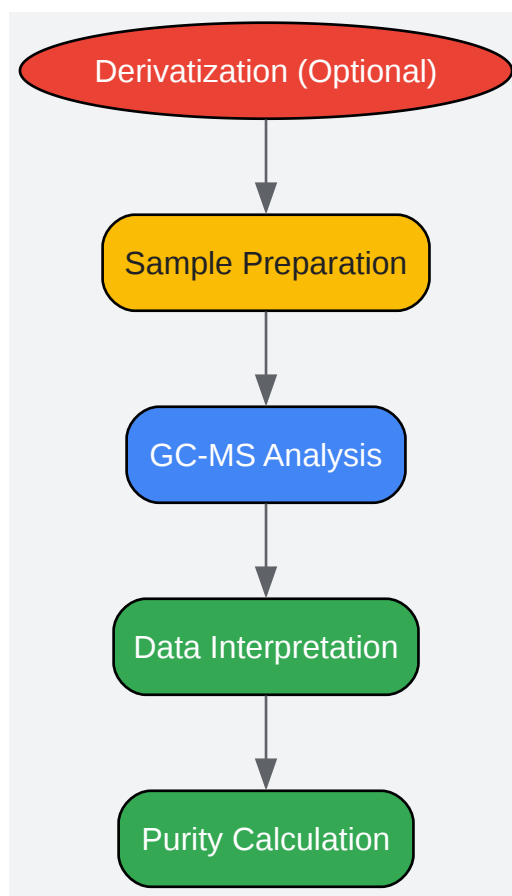 Derivatization (Optional)
Sample Preparation
GC-MS Analysis
Data Interpretation
Purity Calculation